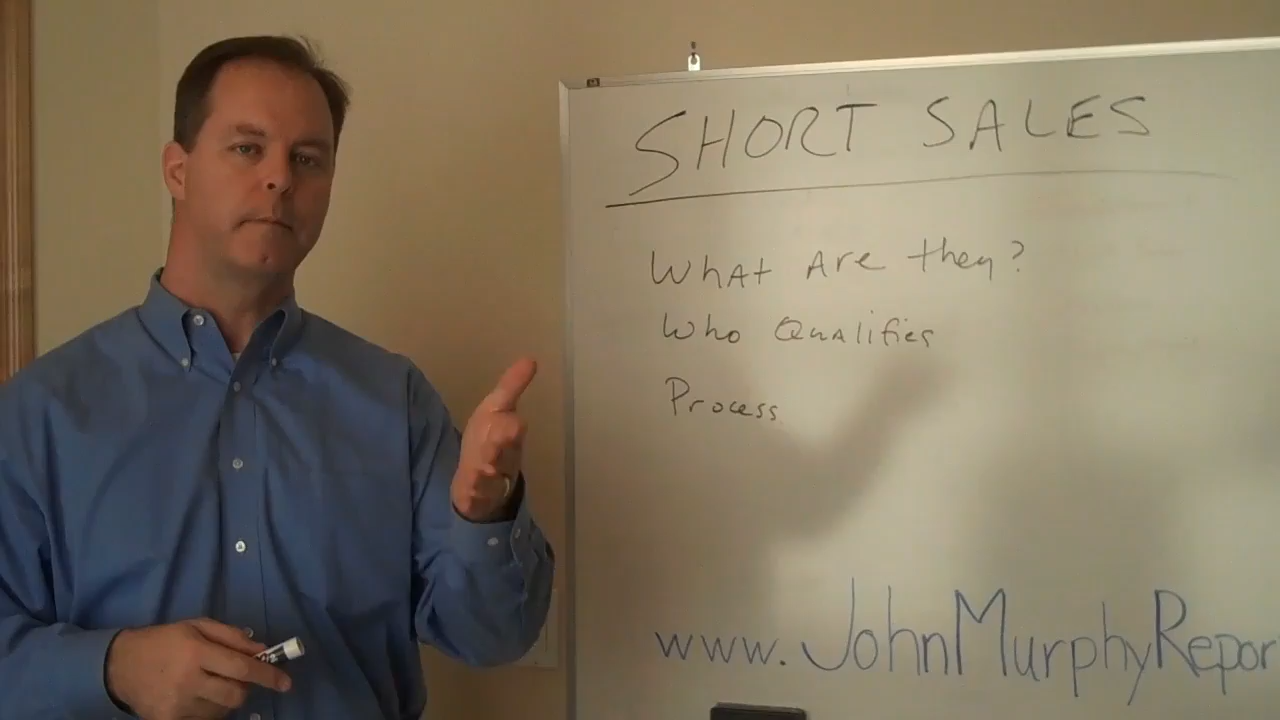 SHORT SALES
WhAt Are they?
Who QuAlifies
Process
www.JohnMurphyRepor